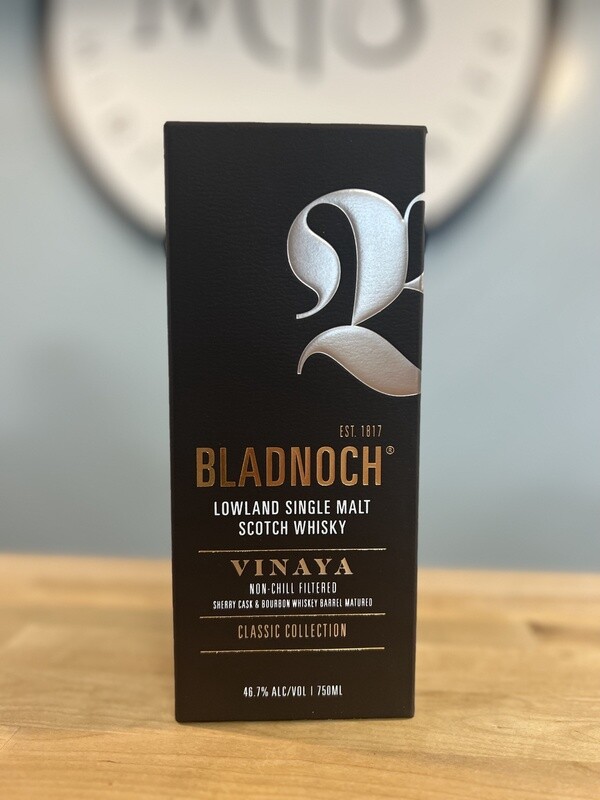 EST. 1817
BLADNOCH®
LOWLAND SINGLE MALT
SCOTCH WHISKY
VINAYA
NON-CHILL FILTERED
SHERRY CASK & BOURBON WHISKEY BARREL MATURED
CLASSIC COLLECTION
46.7% ALC/VOL | 750ML